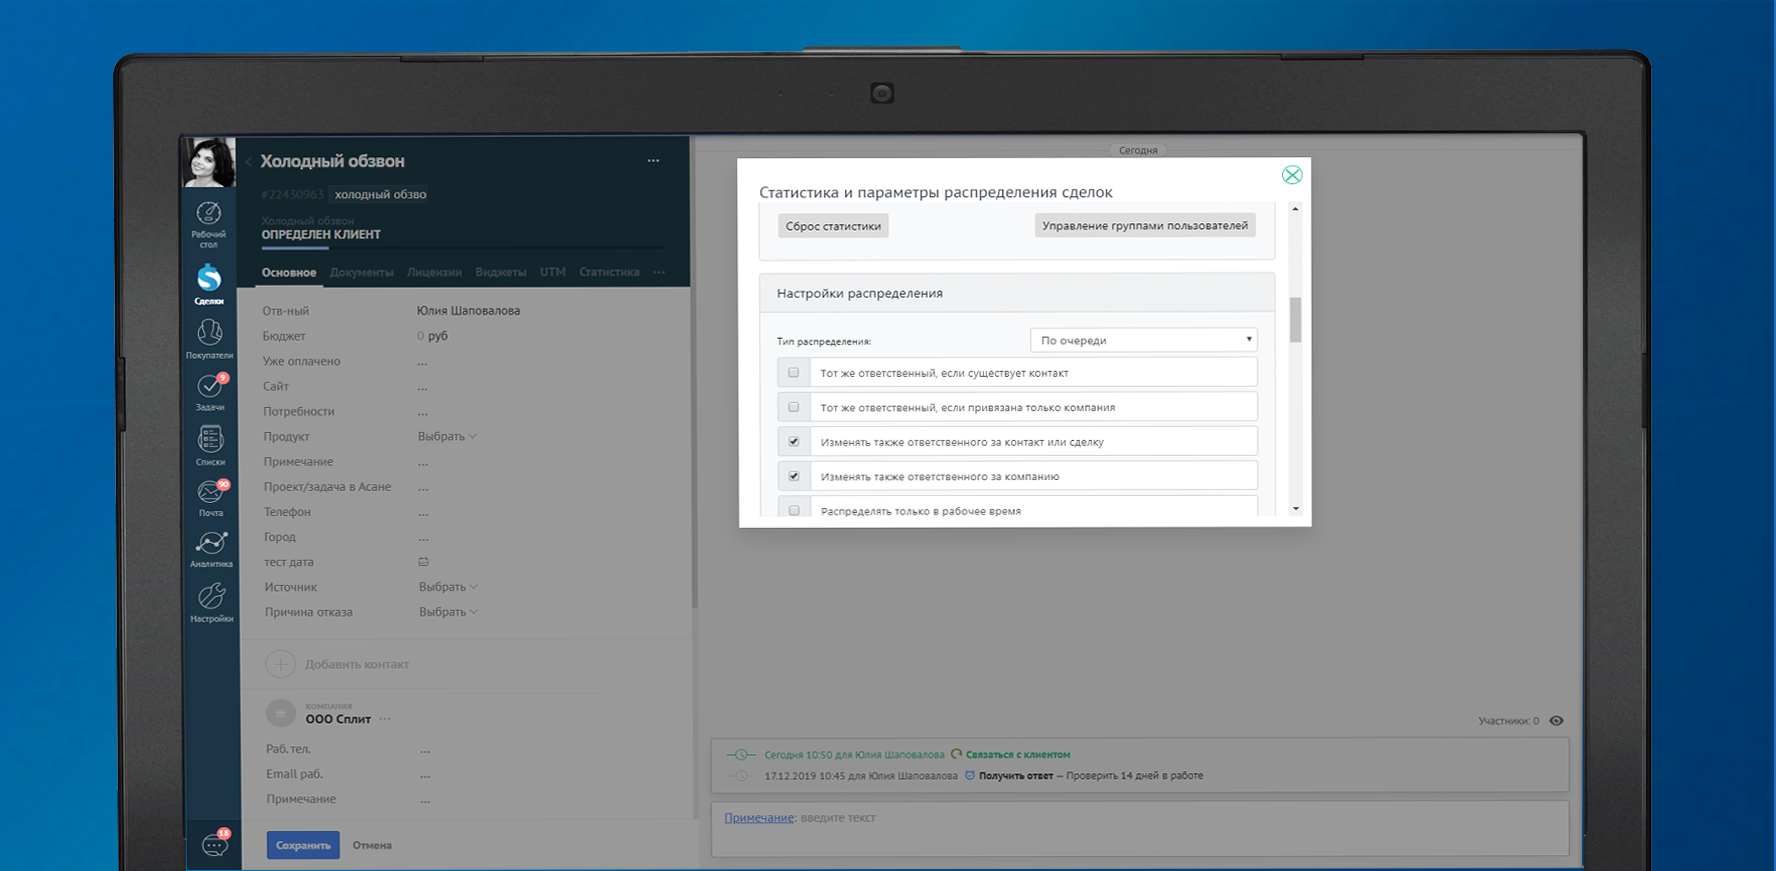 Холодный обзвон
...
#22430963 холодный обзво
Холодный обзвон
ОПРЕДЕЛЕН КЛИЕНТ
Основное Документы Лицензии Виджеты UTM Статистика ...
Рабочий
стол
Сделки
Покупатели
9
Задачи
Списки
90
Почта
Аналитика
Настройки
13
Отв-ный Юлия Шаповалова
Бюджет 0 руб
Уже оплачено ...
Сайт ...
Потребности ...
Продукт Выбрать
Примечание ...
Проект/задача в Асане ...
Телефон ...
Город ...
тест дата
Источник Выбрать
Причина отказа Выбрать
Добавить контакт
КОМПАНИЯ
ООО Сплит ...
Раб. тел. ...
Email раб. ...
Примечание ...
Сохранить Отмена
Сегодня
Статистика и параметры распределения сделок
Сброс статистики Управление группами пользователей
Настройки распределения
Тип распределения: По очереди
Тот же ответственный, если существует контакт
Тот же ответственный, если привязана только компания
Изменять также ответственного за контакт или сделку
Изменять также ответственного за компанию
Распределять только в рабочее время
Участники: 0
Сегодня 10:50 для Юлия Шаповалова Связаться с клиентом
17.12.2019 10:45 для Юлия Шаповалова Получить ответ — Проверить 14 дней в работе
Примечание: введите текст